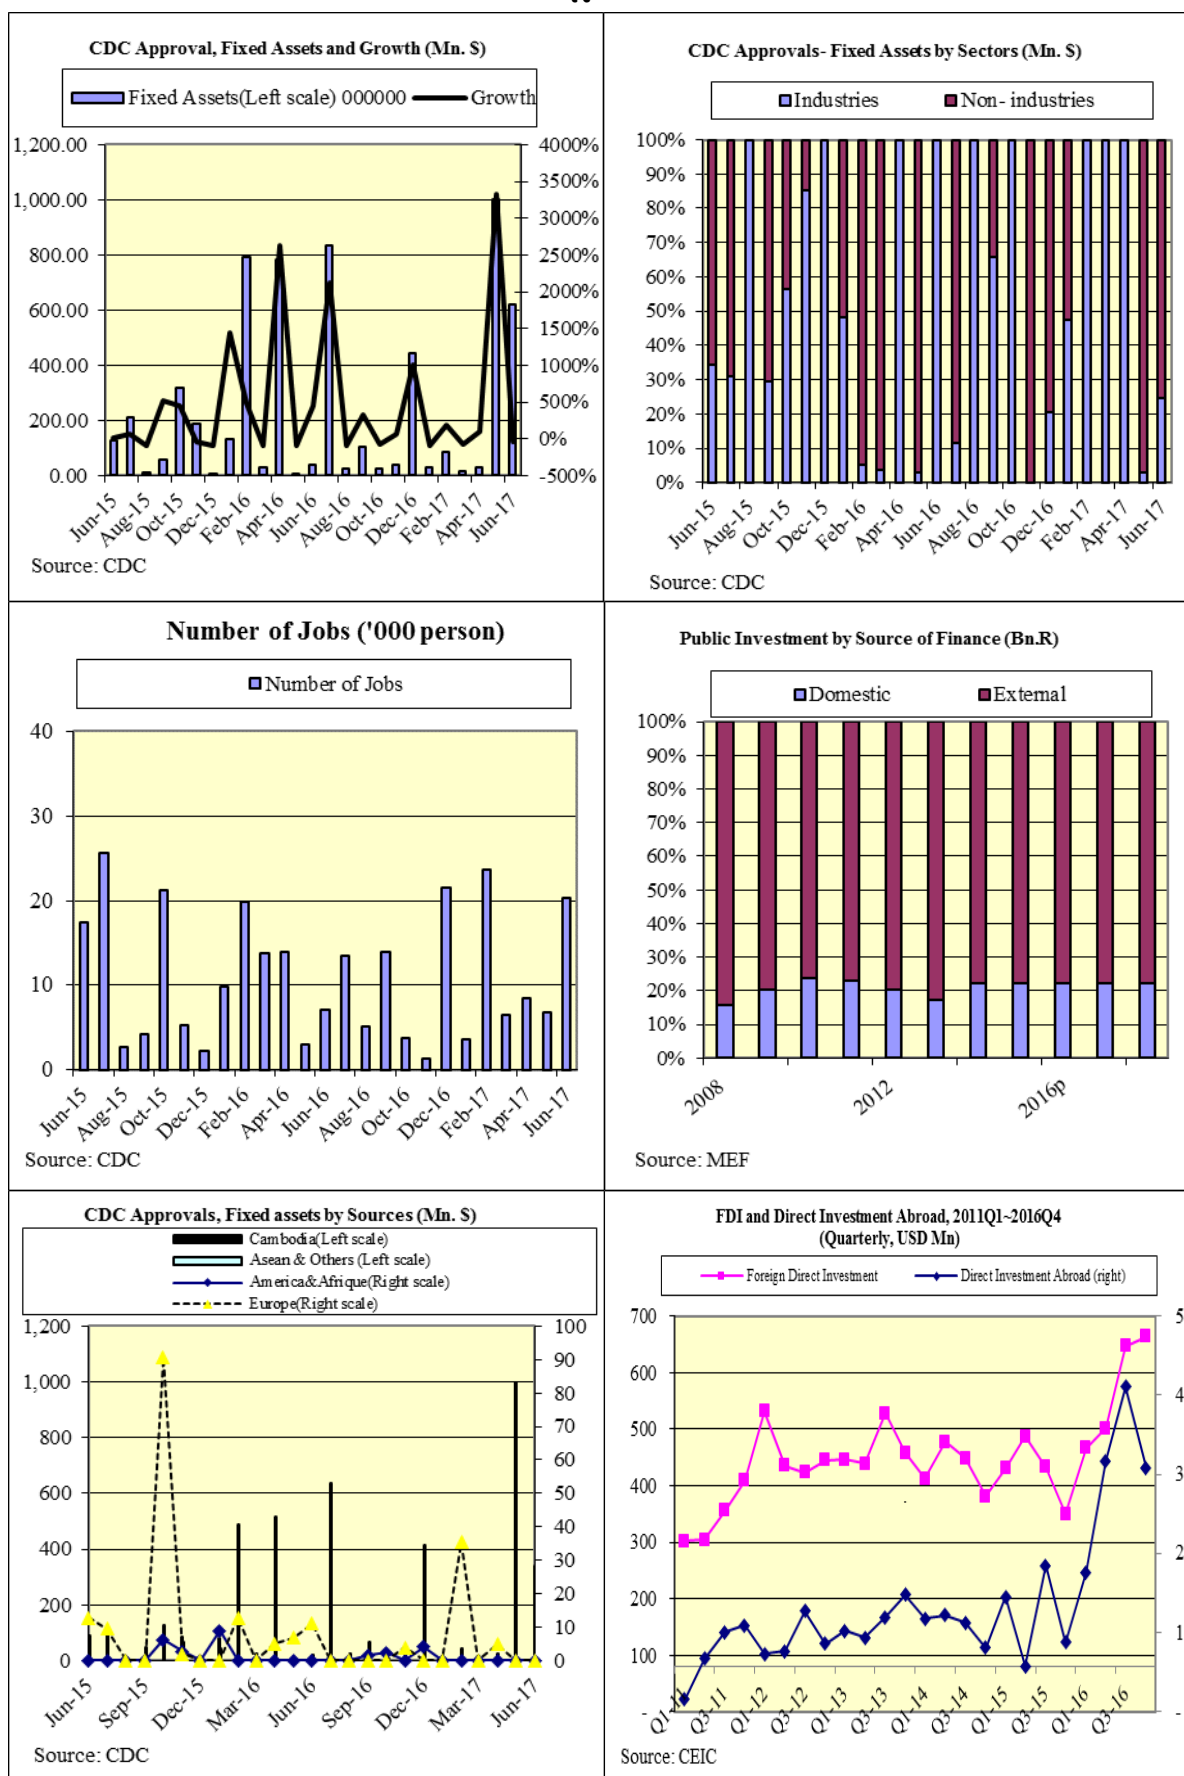 CDC Approval, Fixed Assets and Growth (Mn. $)
Fixed Assets(Left scale) 000000 Growth
1,200.00
1,000.00
800.00
600.00
400.00
200.00
0.00
4000%
3500%
3000%
2500%
2000%
1500%
1000%
500%
0%
-500%
Jun-15 Aug-15 Oct-15 Dec-15 Feb-16 Apr-16 Jun-16 Aug-16 Oct-16 Dec-16 Feb-17 Apr-17 Jun-17
Source: CDC
CDC Approvals- Fixed Assets by Sectors (Mn. $)
Industries Non- industries
100%
90%
80%
70%
60%
50%
40%
30%
20%
10%
0%
Jun-15 Aug-15 Oct-15 Dec-15 Feb-16 Apr-16 Jun-16 Aug-16 Oct-16 Dec-16 Feb-17 Apr-17 Jun-17
Source: CDC
Number of Jobs ('000 person)
Number of Jobs
40
30
20
10
0
Jun-15 Aug-15 Oct-15 Dec-15 Feb-16 Apr-16 Jun-16 Aug-16 Oct-16 Dec-16 Feb-17 Apr-17 Jun-17
Source: CDC
Public Investment by Source of Finance (Bn.R)
Domestic External
100%
90%
80%
70%
60%
50%
40%
30%
20%
10%
0%
2008 2012 2016p
Source: MEF
CDC Approvals, Fixed assets by Sources (Mn. $)
Cambodia(Left scale)
Asean & Others (Left scale)
America&Afrique(Right scale)
Europe(Right scale)
1,200
1,000
800
600
400
200
0
100
90
80
70
60
50
40
30
20
10
0
Jun-15 Sep-15 Dec-15 Mar-16 Jun-16 Sep-16 Dec-16 Mar-17 Jun-17
Source: CDC
FDI and Direct Investment Abroad, 2011Q1~2016Q4
(Quarterly, USD Mn)
Foreign Direct Investment Direct Investment Abroad (right)
700
600
500
400
300
200
100
-
5
4
3
2
1
-
Q1-11 Q3-11 Q1-12 Q3-12 Q1-13 Q3-13 Q1-14 Q3-14 Q1-15 Q3-15 Q1-16 Q3-16
Source: CEIC